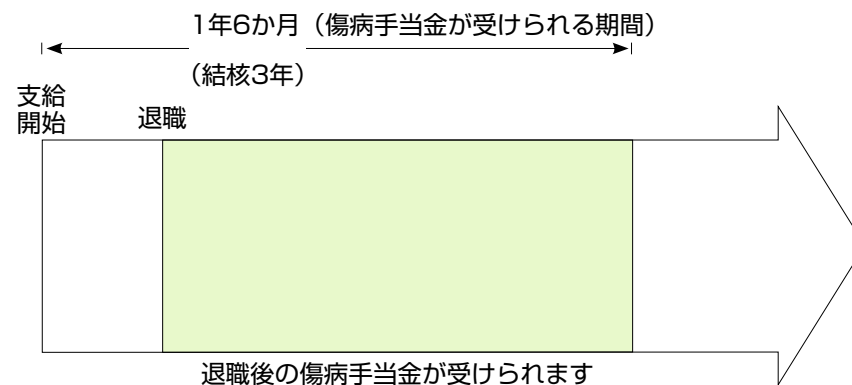 1年6か月（傷病手当金が受けられる期間）
（結核3年）
支給
開始
退職
退職後の傷病手当金が受けられます